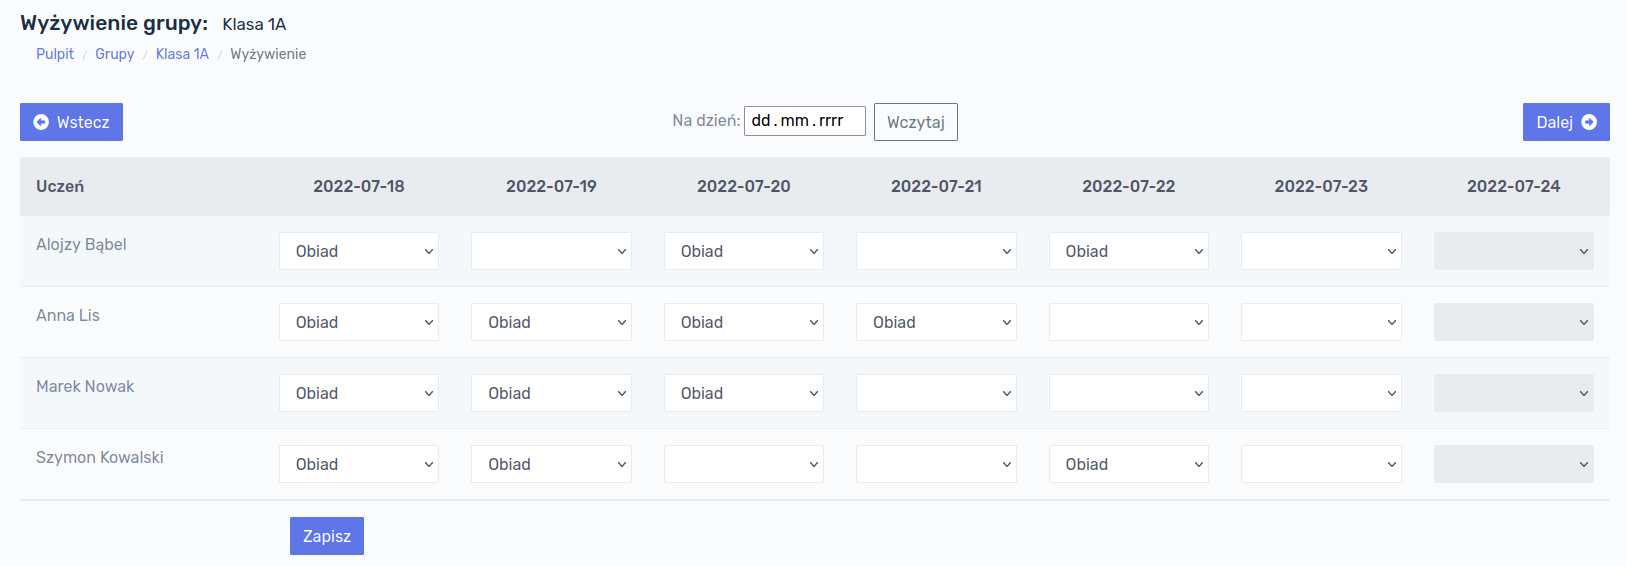 Wyżywienie grupy: Klasa 1A
Pulpit / Grupy / Klasa 1A / Wyżywienie
Wstecz Na dzień: dd.mm.rrrr Wczytaj Dalej
Uczeń 2022-07-18 2022-07-19 2022-07-20 2022-07-21 2022-07-22 2022-07-23 2022-07-24
Alojzy Bąbel Obiad Obiad Obiad
Anna Lis Obiad Obiad Obiad Obiad
Marek Nowak Obiad Obiad Obiad
Szymon Kowalski Obiad Obiad Obiad
Zapisz